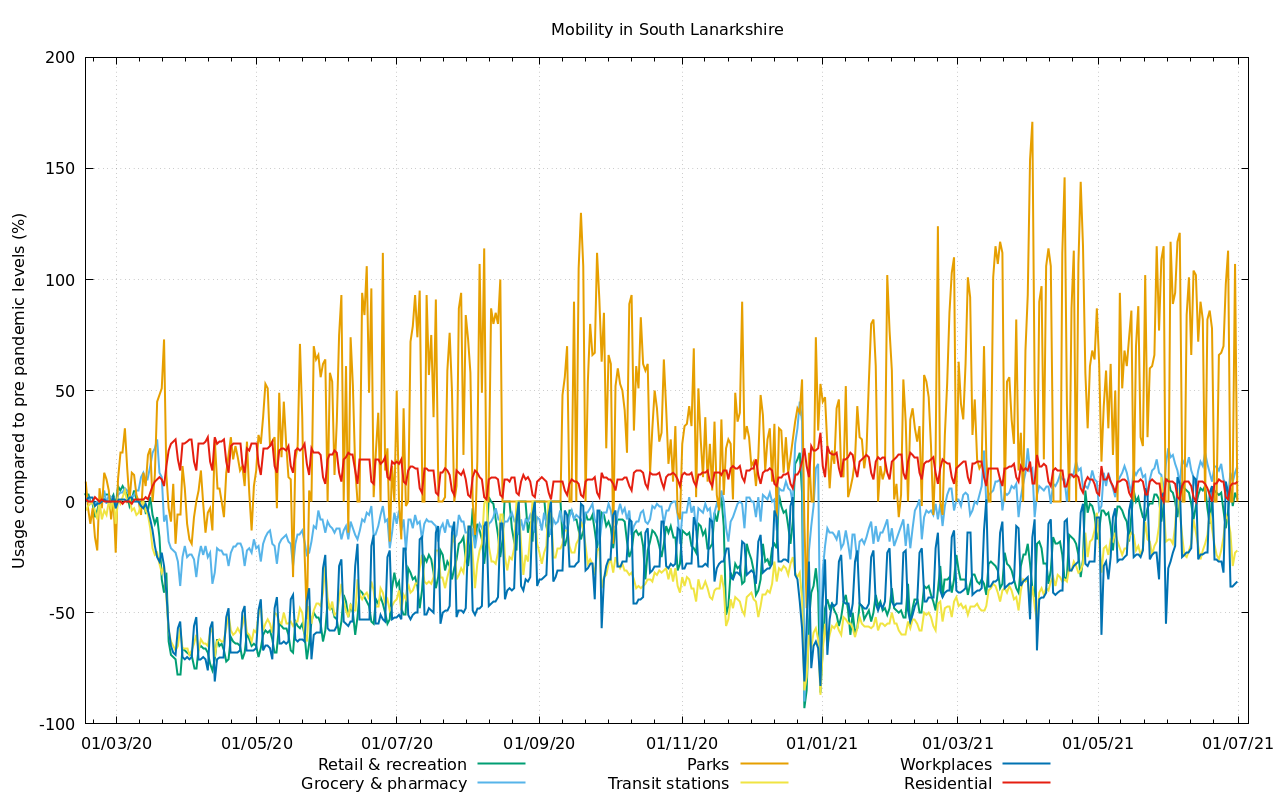 Mobility in South Lanarkshire
Usage compared to pre pandemic levels (%)
200
150
100
50
0
-50
-100
01/03/20 01/05/20 01/07/20 01/09/20 01/11/20 01/01/21 01/03/21 01/05/21 01/07/21
Retail & recreation Parks Workplaces
Grocery & pharmacy Transit stations Residential